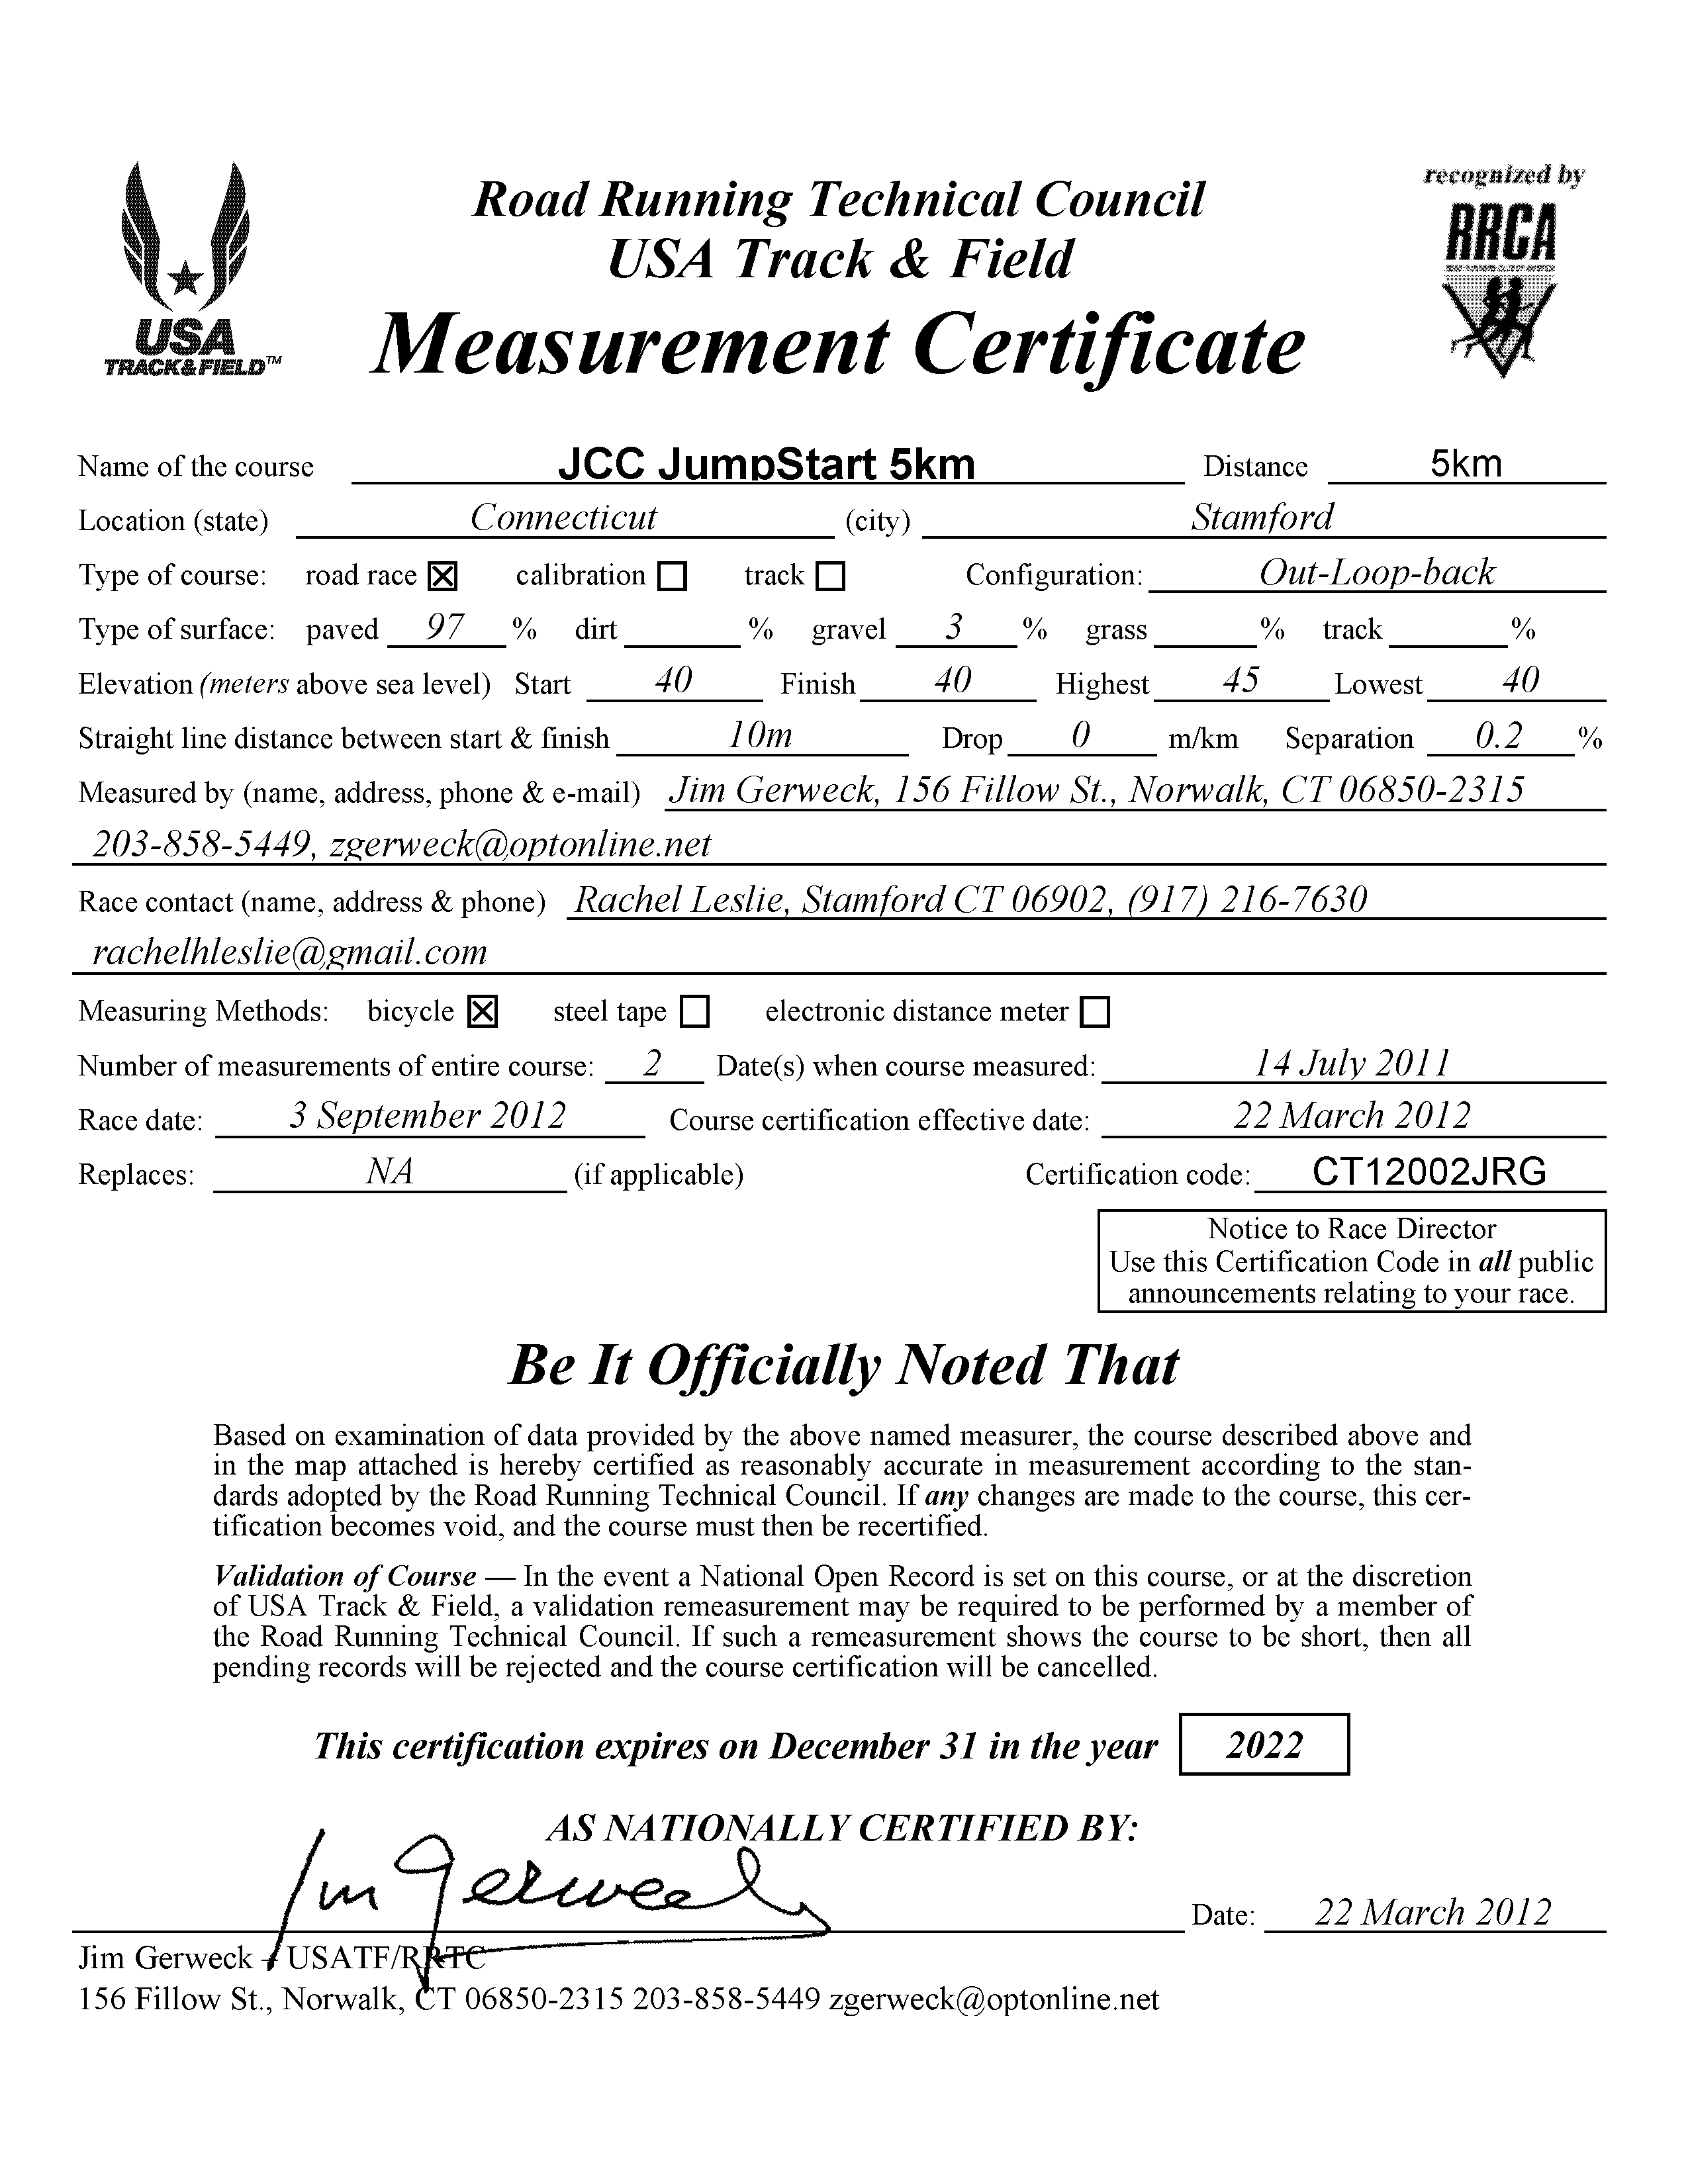 recognized by
Road Running Technical Council
USA Track & Field
Measurement Certificate
USA
TRACK&FIELD™
RRCA
ROAD RUNNERS CLUB OF AMERICA
Name of the course JCC JumpStart 5km Distance 5km
Location (state) Connecticut (city) Stamford
Type of course: road race ☒ calibration ☐ track ☐ Configuration: Out-Loop-back
Type of surface: paved 97 % dirt % gravel 3 % grass % track %
Elevation (meters above sea level) Start 40 Finish 40 Highest 45 Lowest 40
Straight line distance between start & finish 10m Drop 0 m/km Separation 0.2 %
Measured by (name, address, phone & e-mail) Jim Gerweck, 156 Fillow St., Norwalk, CT 06850-2315
203-858-5449, zgerweck@optonline.net
Race contact (name, address & phone) Rachel Leslie, Stamford CT 06902, (917) 216-7630
rachelhleslie@gmail.com
Measuring Methods: bicycle ☒ steel tape ☐ electronic distance meter ☐
Number of measurements of entire course: 2 Date(s) when course measured: 14 July 2011
Race date: 3 September 2012 Course certification effective date: 22 March 2012
Replaces: NA (if applicable) Certification code: CT12002JRG
Notice to Race Director
Use this Certification Code in all public
announcements relating to your race.
Be It Officially Noted That
Based on examination of data provided by the above named measurer, the course described above and
in the map attached is hereby certified as reasonably accurate in measurement according to the stan-
dards adopted by the Road Running Technical Council. If any changes are made to the course, this cer-
tification becomes void, and the course must then be recertified.
Validation of Course — In the event a National Open Record is set on this course, or at the discretion
of USA Track & Field, a validation remeasurement may be required to be performed by a member of
the Road Running Technical Council. If such a remeasurement shows the course to be short, then all
pending records will be rejected and the course certification will be cancelled.
This certification expires on December 31 in the year 2022
AS NATIONALLY CERTIFIED BY:
Jim Gerweck
Date: 22 March 2012
Jim Gerweck – USATF/RRTC
156 Fillow St., Norwalk, CT 06850-2315 203-858-5449 zgerweck@optonline.net